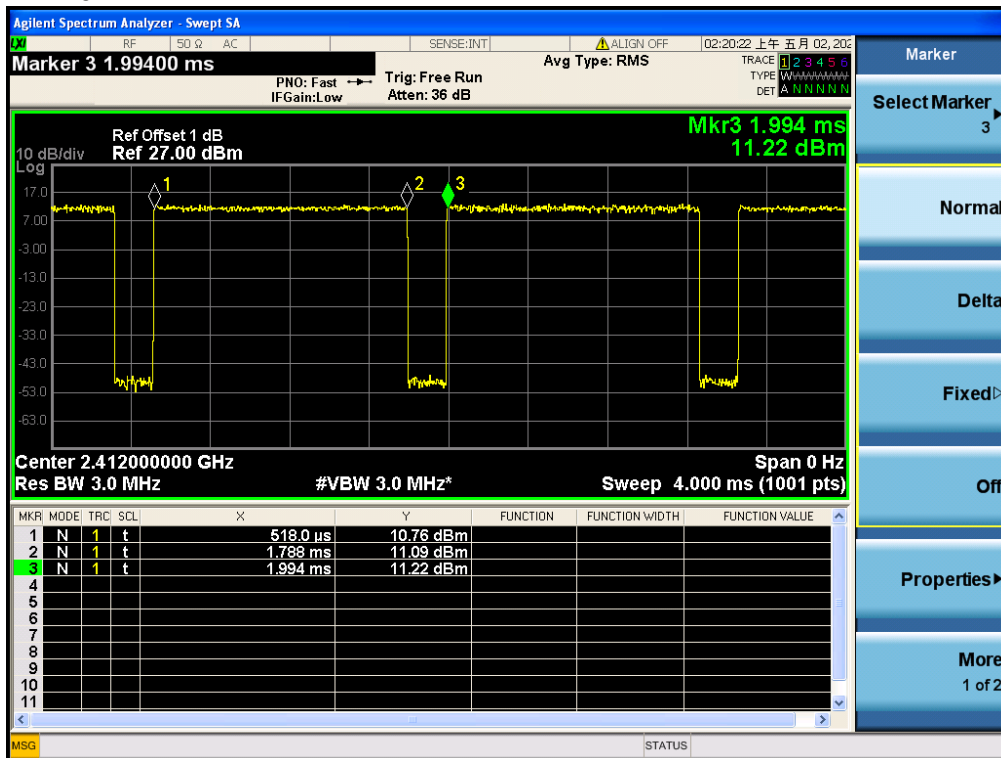 Agilent Spectrum Analyzer - Swept SA
LXI RF 50 Ω AC SENSE:INT ALIGN OFF 02:20:22 上午 五月 02, 202
Marker 3 1.99400 ms
PNO: Fast
IFGain:Low
Trig: Free Run
Atten: 36 dB
Avg Type: RMS
TRACE 1 2 3 4 5 6
TYPE WWWWWW
DET A N N N N N
Ref Offset 1 dB
Ref 27.00 dBm
10 dB/div
Log
Mkr3 1.994 ms
11.22 dBm
1 2 3
17.0
7.00
-3.00
-13.0
-23.0
-33.0
-43.0
-53.0
-63.0
Center 2.412000000 GHz Span 0 Hz
Res BW 3.0 MHz #VBW 3.0 MHz* Sweep 4.000 ms (1001 pts)
MKR MODE TRC SCL X Y FUNCTION FUNCTION WIDTH FUNCTION VALUE
1 N 1 t 518.0 µs 10.76 dBm
2 N 1 t 1.788 ms 11.09 dBm
3 N 1 t 1.994 ms 11.22 dBm
4
5
6
7
8
9
10
11
MSG STATUS
Marker
Select Marker
3
Normal
Delta
Fixed
Off
Properties
More
1 of 2